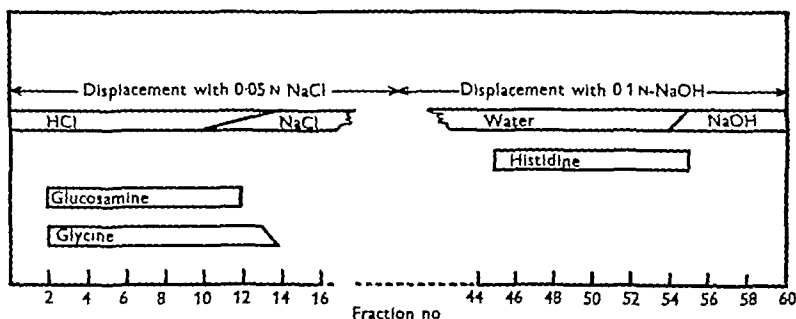 Displacement with 0·05 N NaCl Displacement with 0 1 N-NaOH
HCl NaCl Water NaOH
Histidine
Glucosamine
Glycine
2 4 6 8 10 12 14 16 44 46 48 50 52 54 56 58 60
Fraction no